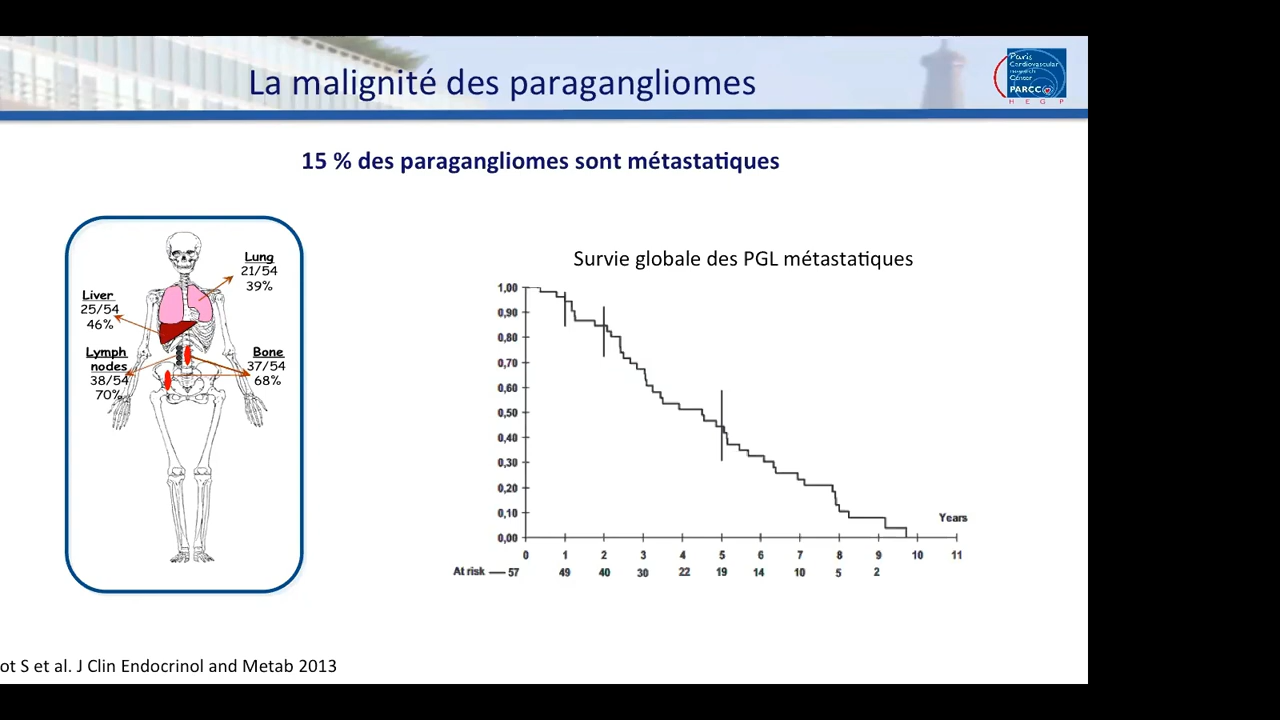 La malignité des paragangliomes
Paris
Cardiovascular
Research
Center
PARCC
H E G P
15 % des paragangliomes sont métastatiques
Lung
21/54
39%
Liver
25/54
46%
Lymph
nodes
38/54
70%
Bone
37/54
68%
Survie globale des PGL métastatiques
1,00
0,90
0,80
0,70
0,60
0,50
0,40
0,30
0,20
0,10
0,00
Years
0 1 2 3 4 5 6 7 8 9 10 11
At risk — 57 49 40 30 22 19 14 10 5 2
ot S et al. J Clin Endocrinol and Metab 2013